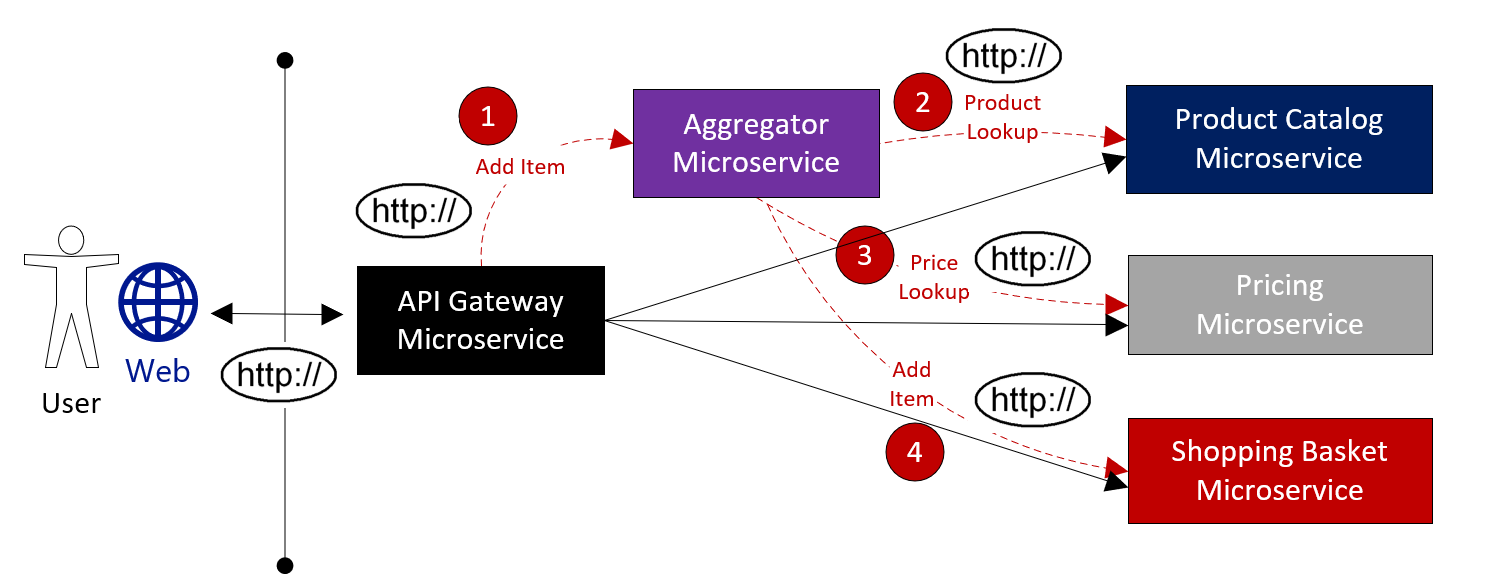 http://
2
Product
Lookup
1
Add Item
Aggregator
Microservice
Product Catalog
Microservice
http://
3
Price
Lookup
http://
Pricing
Microservice
API Gateway
Microservice
User
Web
http://
Add
Item
http://
4
Shopping Basket
Microservice